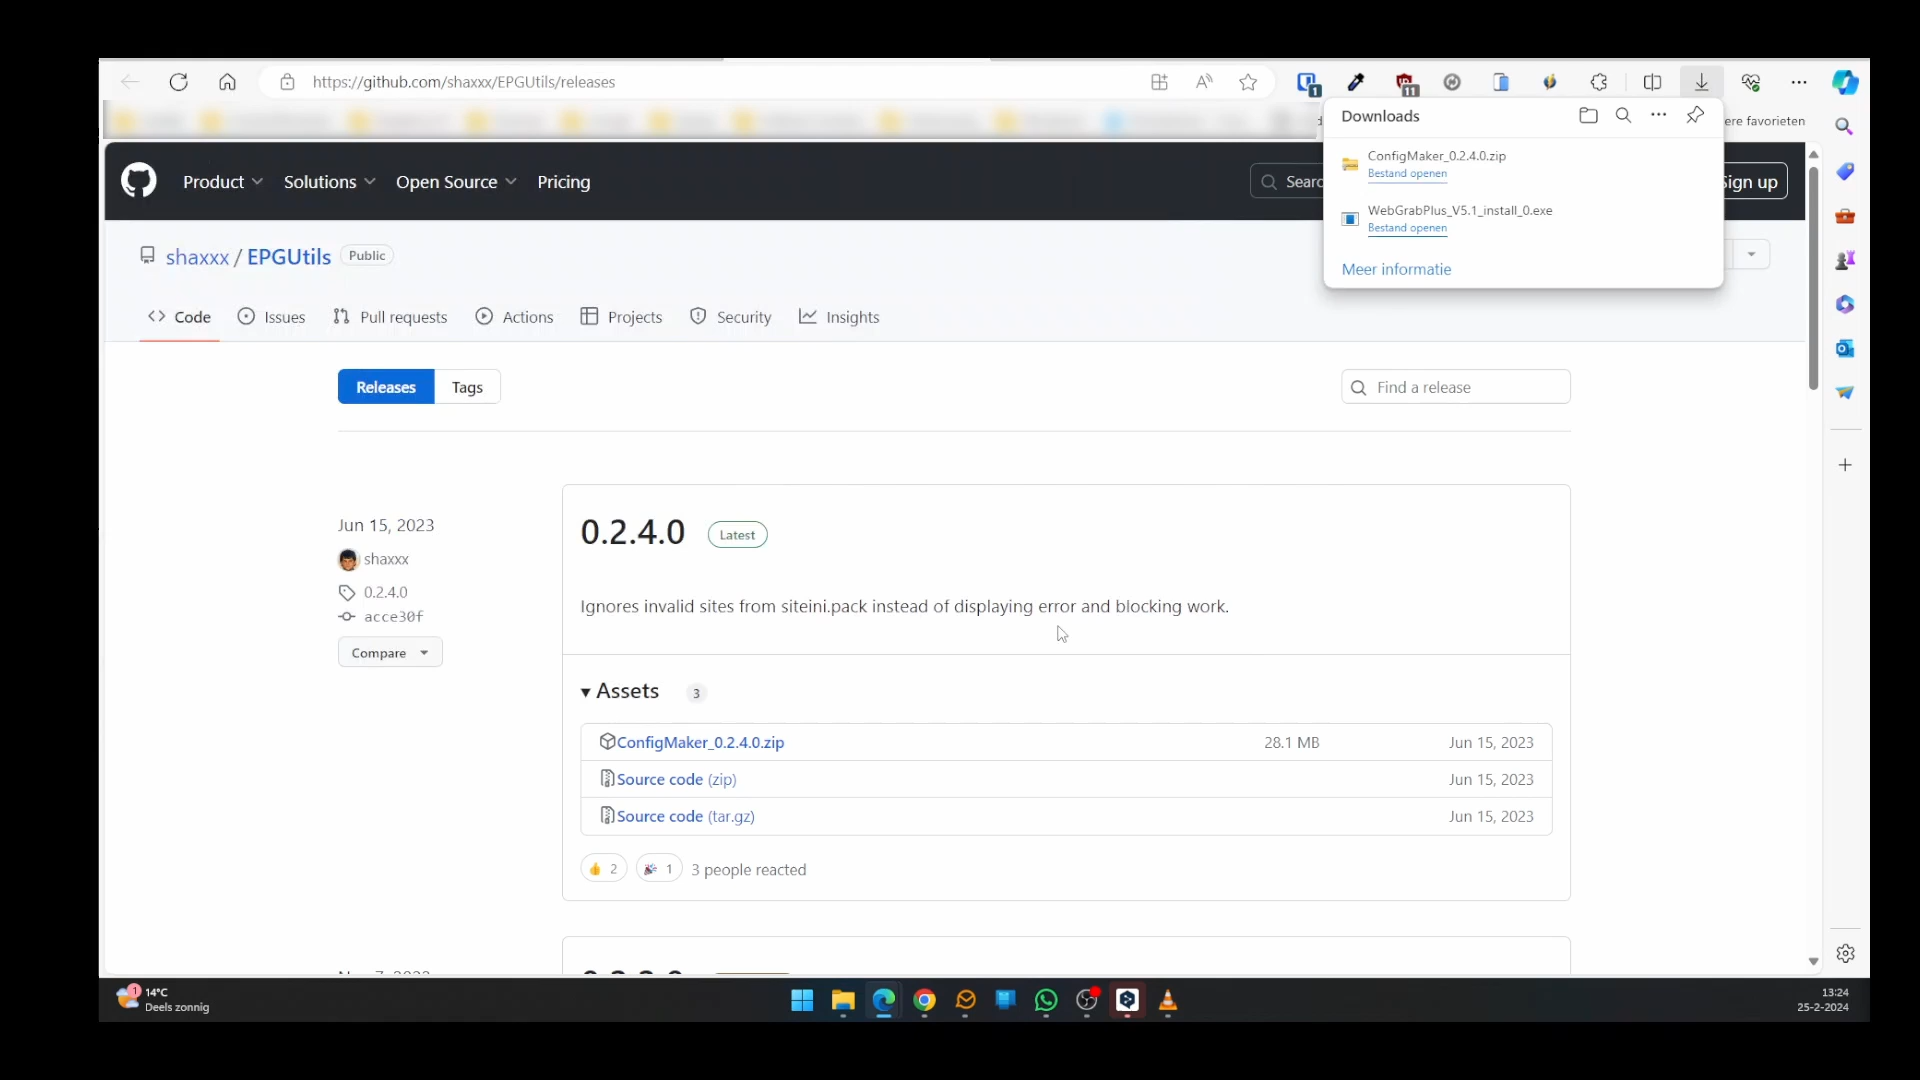 https://github.com/shaxxx/EPGUtils/releases
1
11
Downloads
ere favorieten
ConfigMaker_0.2.4.0.zip
Bestand openen
WebGrabPlus_V5.1_install_0.exe
Bestand openen
Meer informatie
Product
Solutions
Open Source
Pricing
Searc
Sign up
shaxxx / EPGUtils Public
Code
Issues
Pull requests
Actions
Projects
Security
Insights
Releases
Tags
Find a release
Jun 15, 2023
shaxxx
0.2.4.0
acce30f
Compare
0.2.4.0 Latest
Ignores invalid sites from siteini.pack instead of displaying error and blocking work.
Assets 3
ConfigMaker_0.2.4.0.zip 28.1 MB Jun 15, 2023
Source code (zip) Jun 15, 2023
Source code (tar.gz) Jun 15, 2023
2
1
3 people reacted
1
14°C
Deels zonnig
13:24
25-2-2024